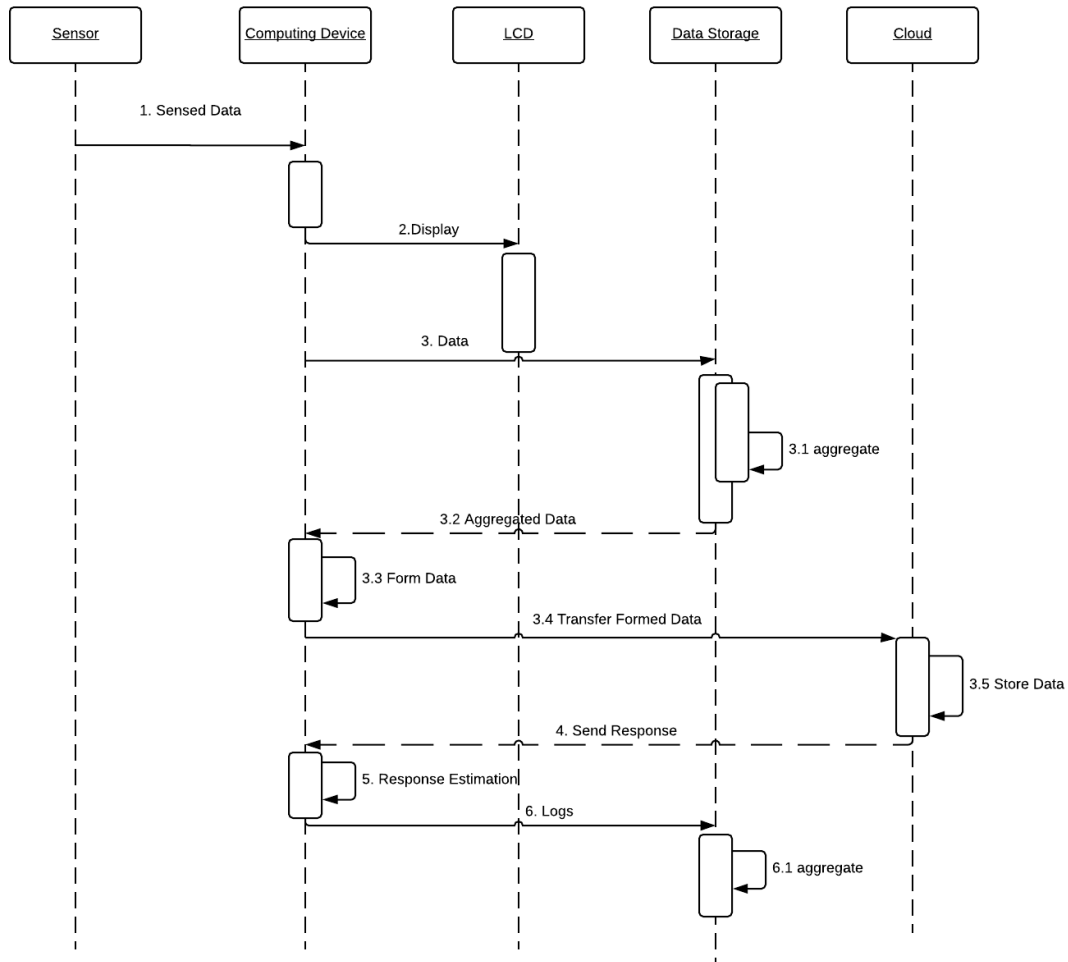 Sensor
Computing Device
LCD
Data Storage
Cloud
1. Sensed Data
2.Display
3. Data
3.1 aggregate
3.2 Aggregated Data
3.3 Form Data
3.4 Transfer Formed Data
3.5 Store Data
4. Send Response
5. Response Estimation
6. Logs
6.1 aggregate